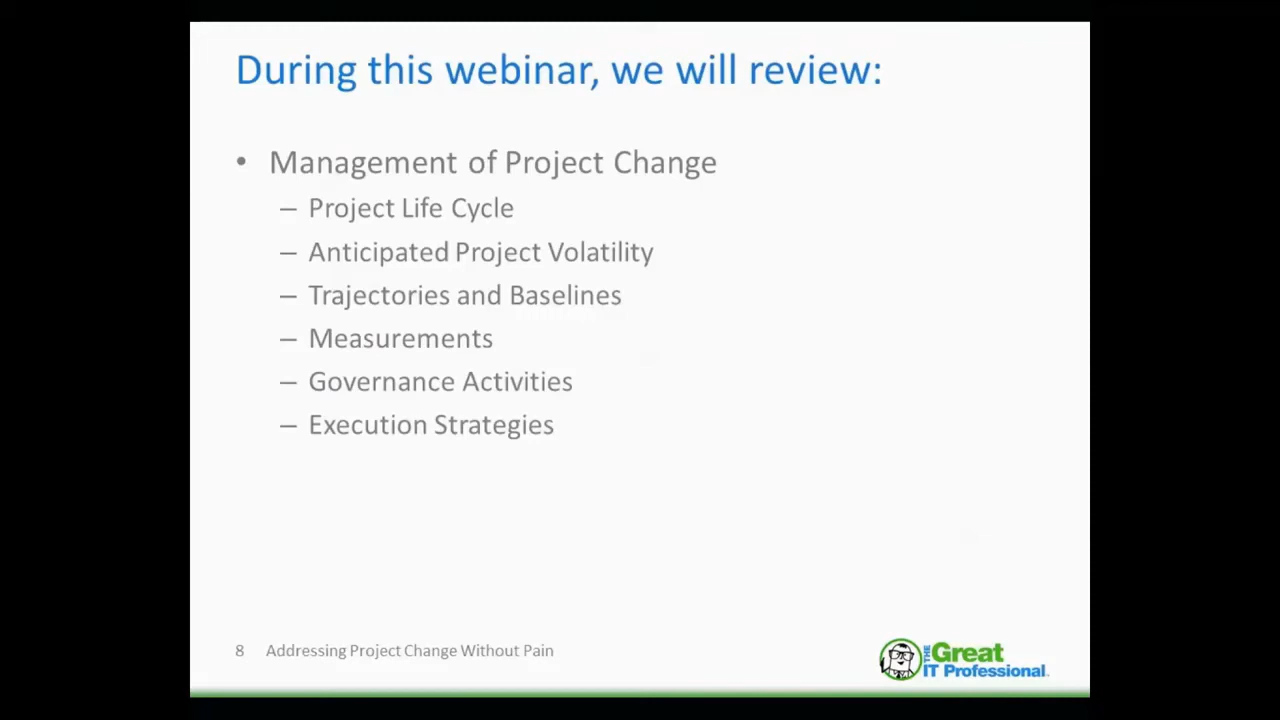 During this webinar, we will review:
• Management of Project Change
– Project Life Cycle
– Anticipated Project Volatility
– Trajectories and Baselines
– Measurements
– Governance Activities
– Execution Strategies
8 Addressing Project Change Without Pain
THE Great
IT Professional